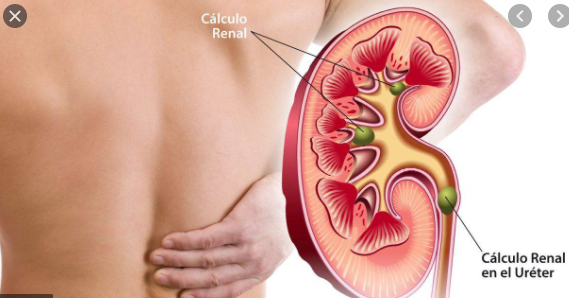 Cálculo
Renal
Cálculo Renal
en el Uréter